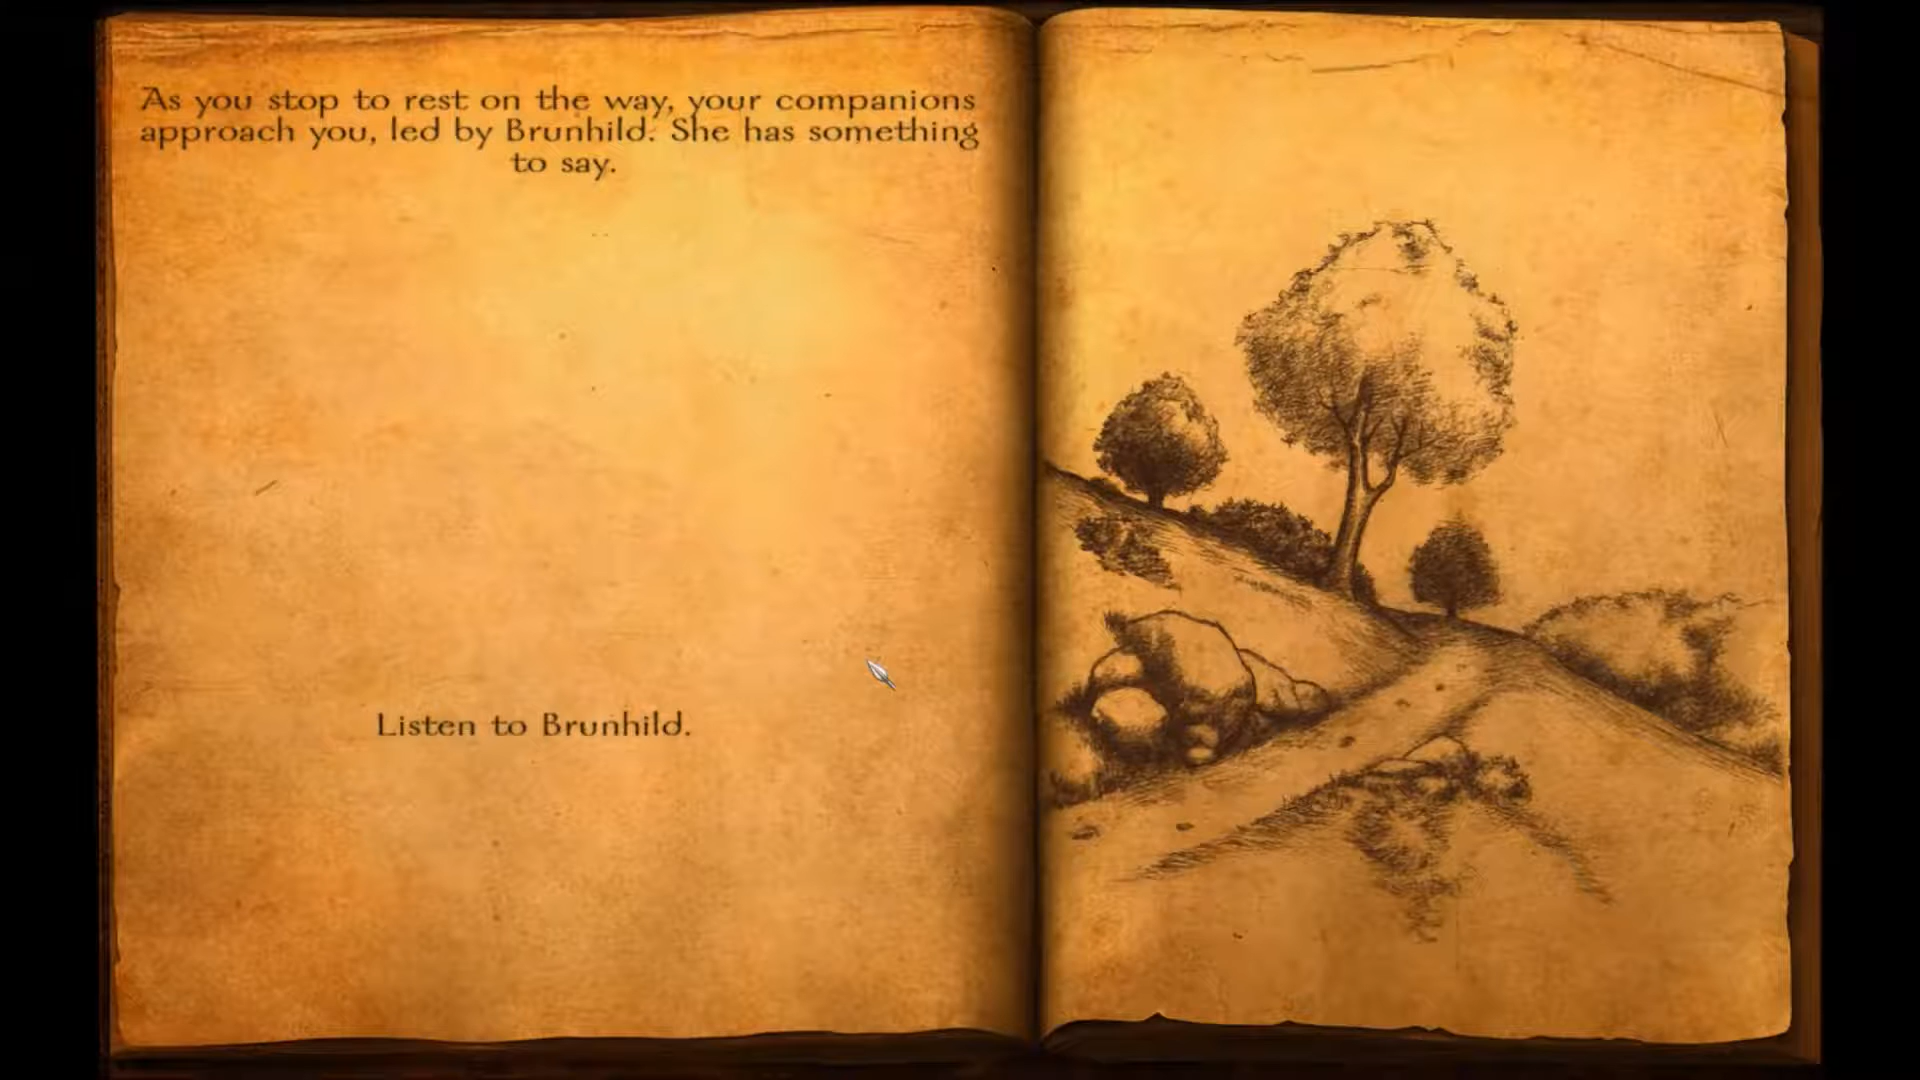 As you stop to rest on the way, your companions
approach you, led by Brunhild. She has something
to say.
Listen to Brunhild.